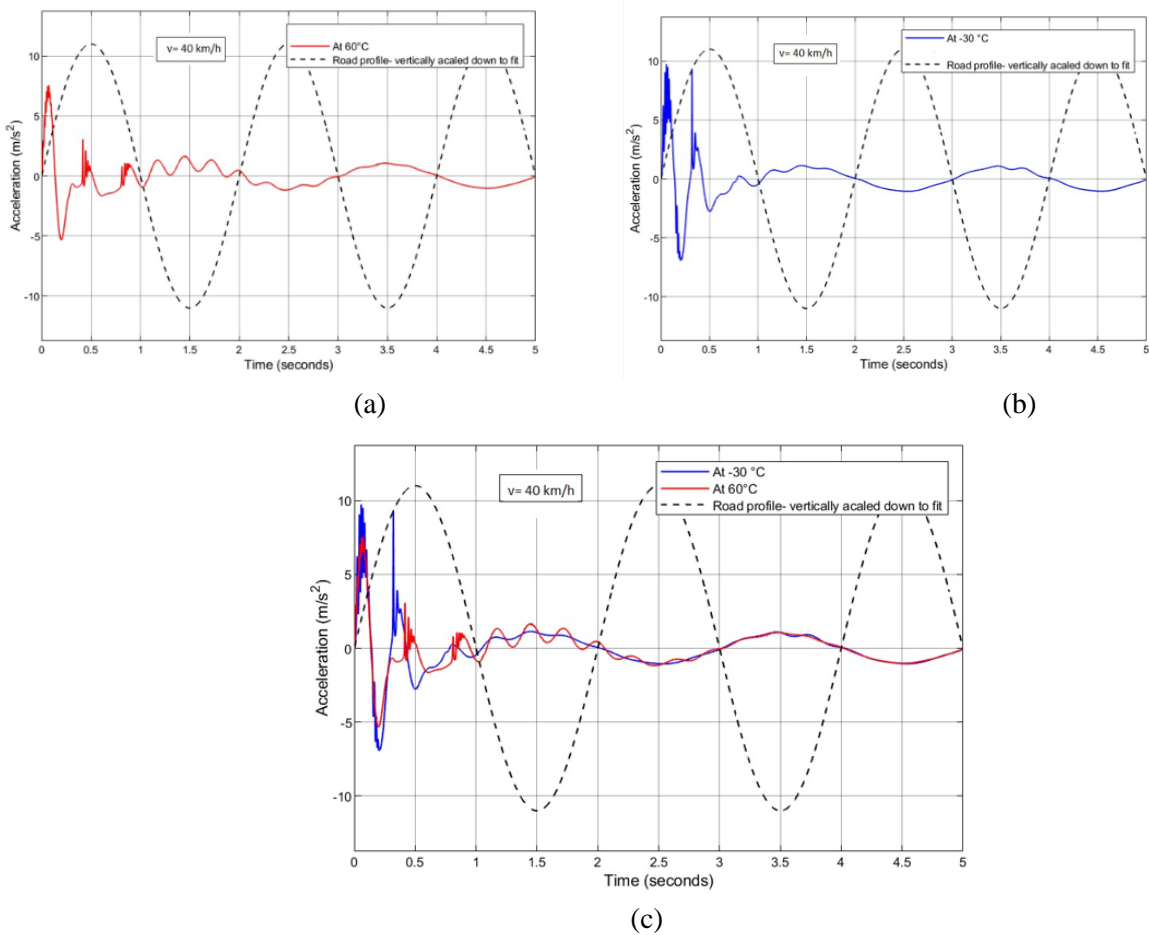 v= 40 km/h
At 60°C
Road profile- vertically acaled down to fit
10
5
0
-5
-10
Acceleration (m/s²)
0 0.5 1 1.5 2 2.5 3 3.5 4 4.5 5
Time (seconds)
(a)
v= 40 km/h
At -30 °C
Road profile- vertically acaled down to fit
10
5
0
-5
-10
Acceleration (m/s²)
0 0.5 1 1.5 2 2.5 3 3.5 4 4.5 5
Time (seconds)
(b)
v= 40 km/h
At -30 °C
At 60°C
Road profile- vertically acaled down to fit
10
5
0
-5
-10
Acceleration (m/s²)
0 0.5 1 1.5 2 2.5 3 3.5 4 4.5 5
Time (seconds)
(c)